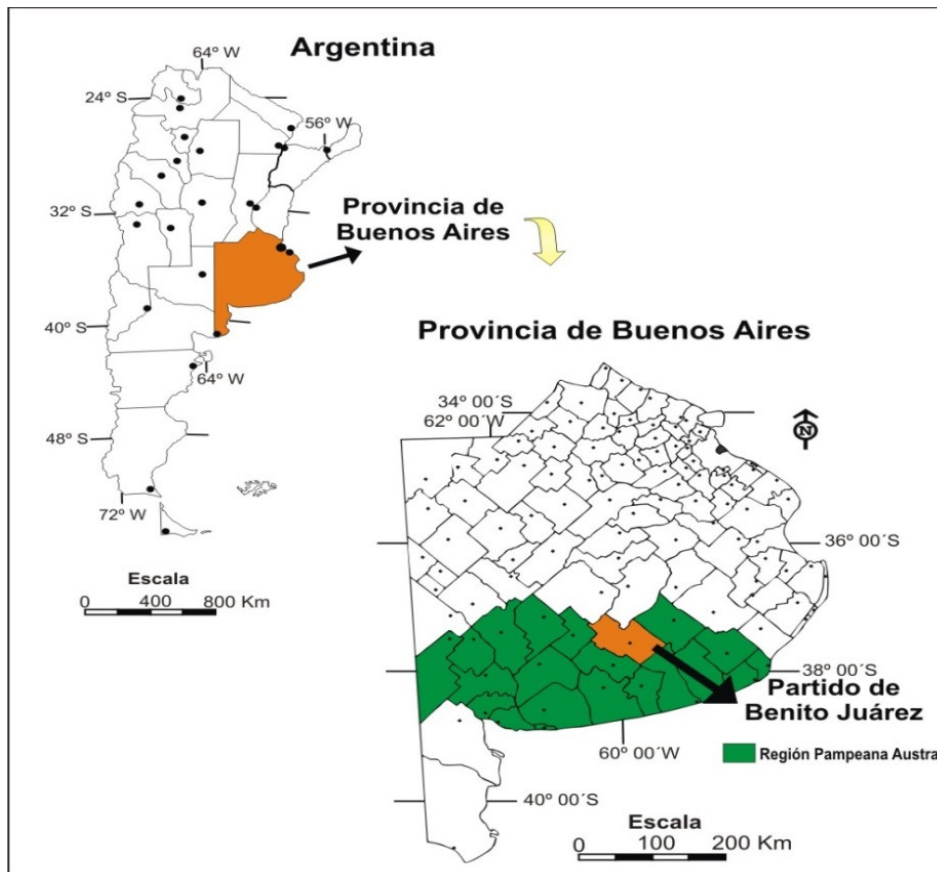 Argentina
64º W
24º S
56º W
32º S
Provincia de
Buenos Aires
40º S
64º W
48º S
72º W
Escala
0 400 800 Km
Provincia de Buenos Aires
34º 00´S
62º 00´W
N
36º 00´S
38º 00´S
Partido de
Benito Juárez
60º 00´W
Región Pampeana Austra
40º 00´S
Escala
0 100 200 Km